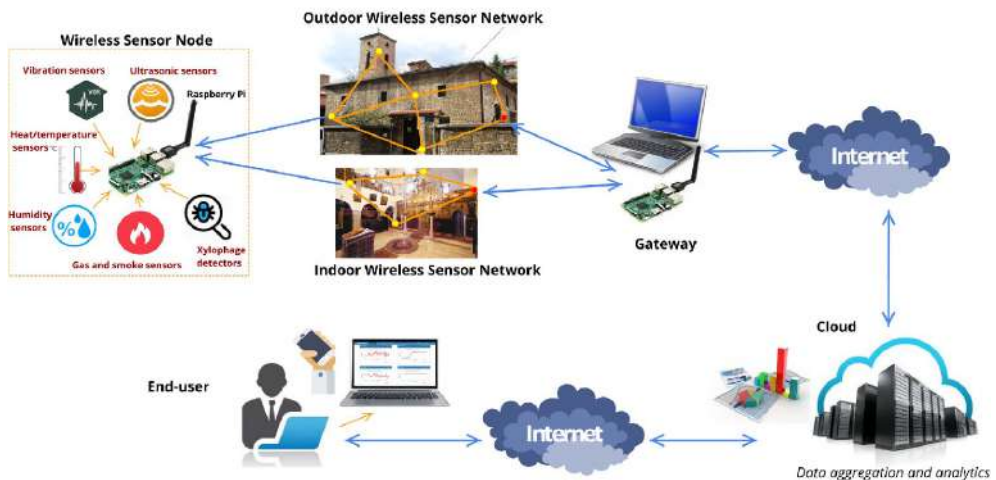 Outdoor Wireless Sensor Network
Wireless Sensor Node
Vibration sensors
Ultrasonic sensors
Raspberry Pi
Heat/temperature
sensors
Humidity
sensors
Gas and smoke sensors
Xylophage
detectors
Indoor Wireless Sensor Network
Gateway
Internet
Cloud
End-user
Internet
Data aggregation and analytics